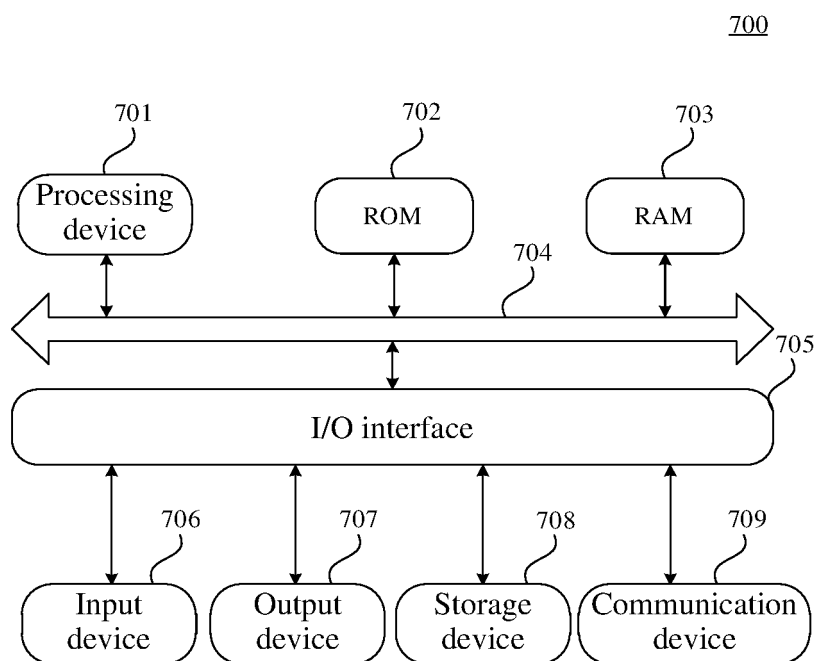 700
701
702
703
Processing
device
ROM
RAM
704
705
I/O interface
706
707
708
709
Input
device
Output
device
Storage
device
Communication
device